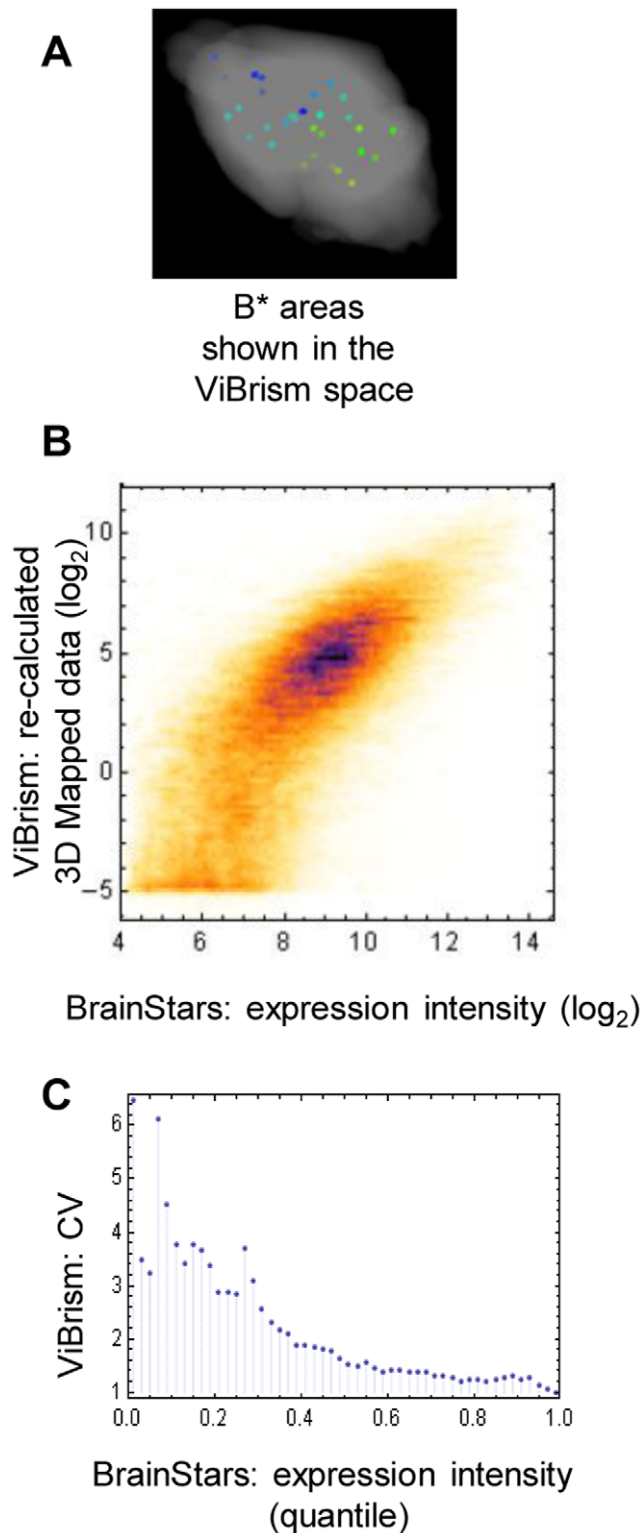 A
B* areas
shown in the
ViBrism space
B
ViBrism: re-calculated
3D Mapped data (log2)
10
5
0
−5
4 6 8 10 12 14
BrainStars: expression intensity (log2)
C
ViBrism: CV
6
5
4
3
2
1
0.0 0.2 0.4 0.6 0.8 1.0
BrainStars: expression intensity
(quantile)